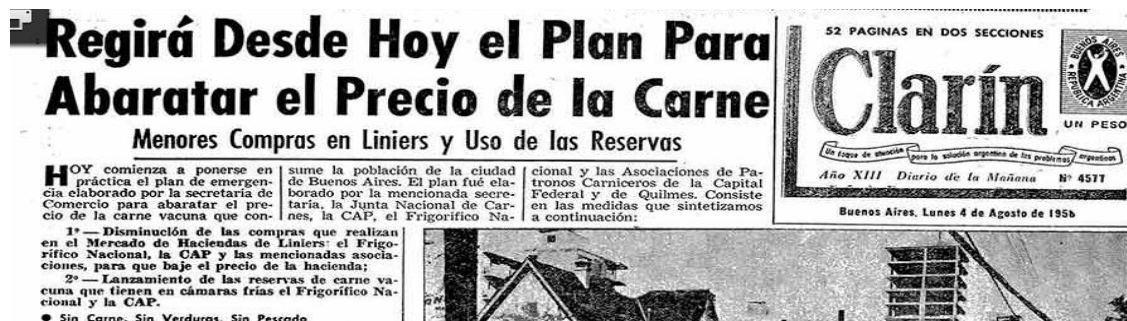 Regirá Desde Hoy el Plan Para
Abaratar el Precio de la Carne
Menores Compras en Liniers y Uso de las Reservas
HOY comienza a ponerse en
práctica el plan de emergen-
cia elaborado por la secretaría de
Comercio para abaratar el pre-
cio de la carne vacuna que con-
sume la población de la ciudad
de Buenos Aires. El plan fué ela-
borado por la mencionada secre-
taría, la Junta Nacional de Car-
nes, la CAP, el Frigorífico Na-
cional y las Asociaciones de Pa-
tronos Carniceros de la Capital
Federal y de Quilmes. Consiste
en las medidas que sintetizamos
a continuación:
1º — Disminución de las compras que realizan
en el Mercado de Haciendas de Liniers: el Frigo-
rífico Nacional, la CAP y las mencionadas asocia-
ciones, para que baje el precio de la hacienda;
2º — Lanzamiento de las reservas de carne va-
cuna que tienen en cámaras frías el Frigorífico Na-
cional y la CAP.
● Sin Carne, Sin Verduras, Sin Pescado
52 PAGINAS EN DOS SECCIONES
Clarín
BUENOS AIRES
REPUBLICA ARGENTINA
UN PESO
Un toque de atención para la solución argentina de los problemas argentinos
Año XIII Diario de la Mañana Nº 4577
Buenos Aires, Lunes 4 de Agosto de 1958